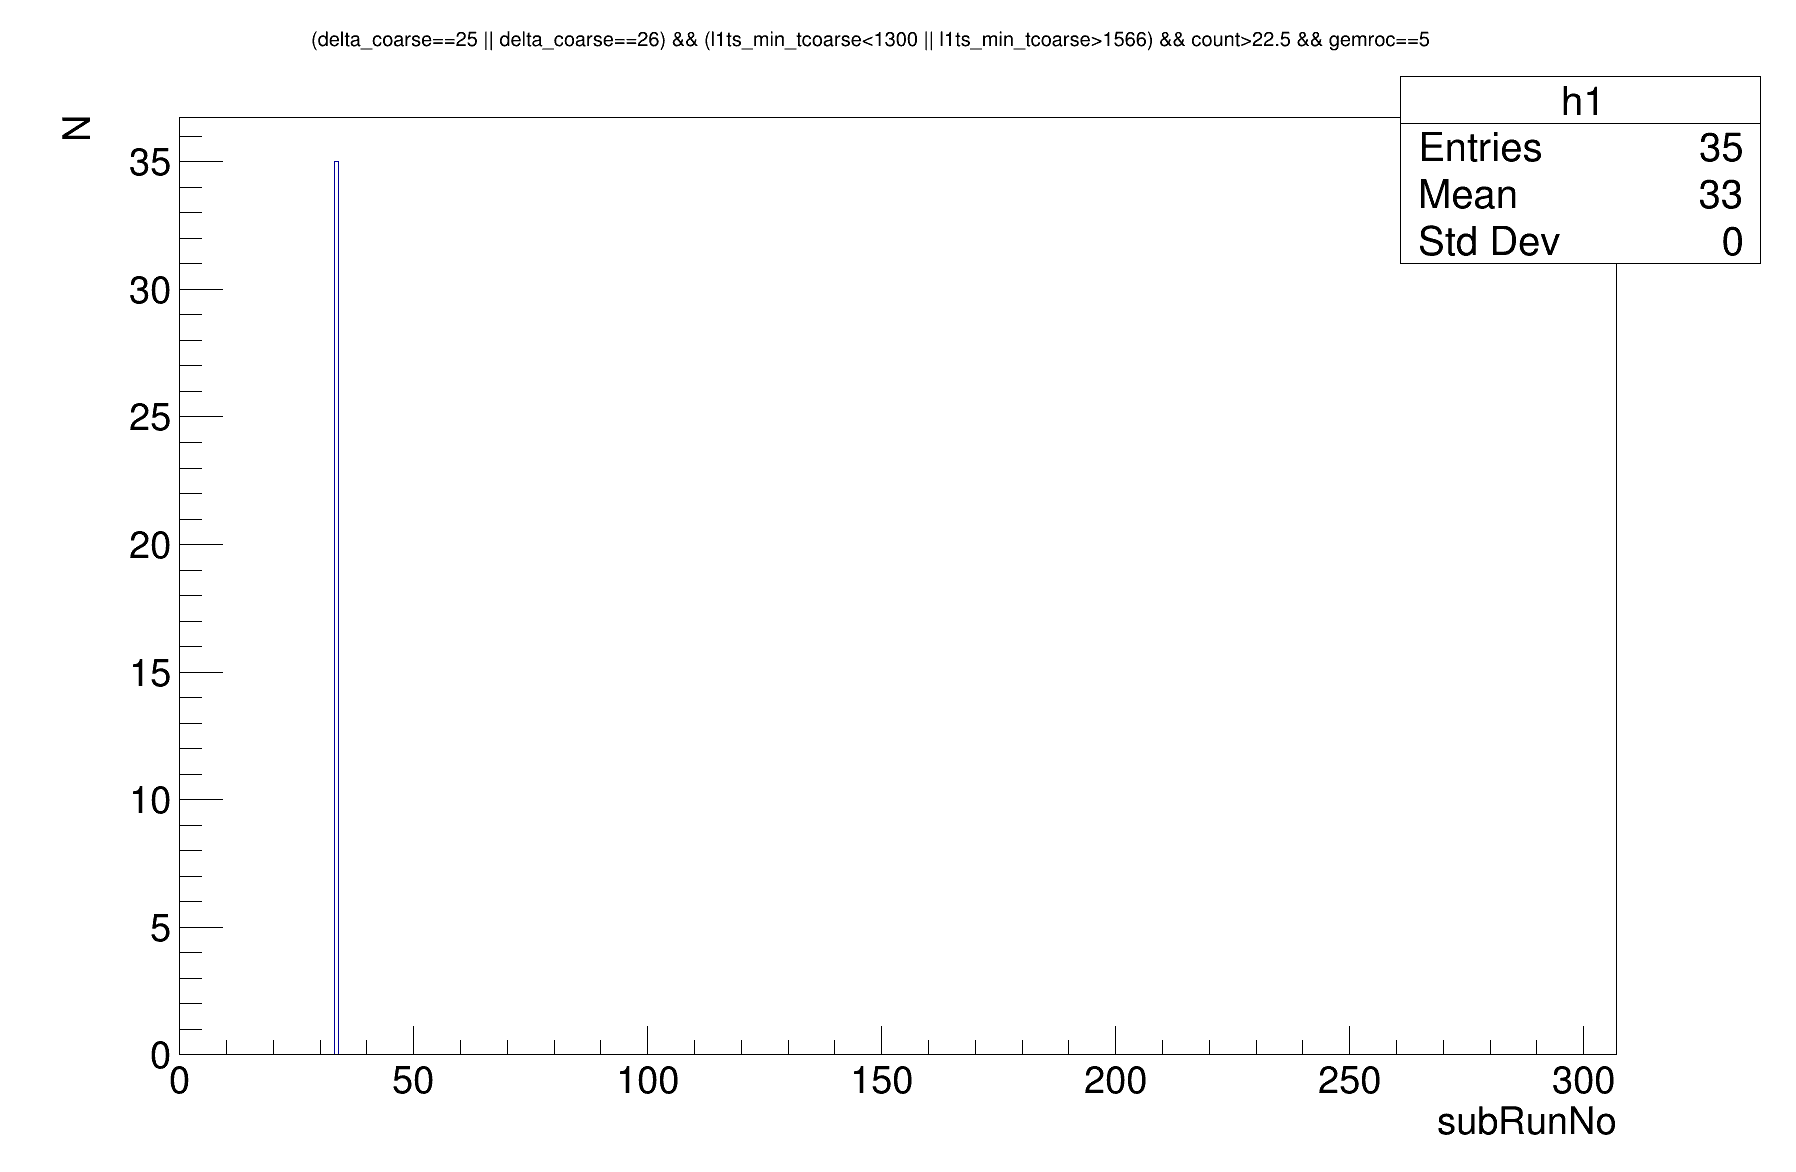 (delta_coarse==25 || delta_coarse==26) && (l1ts_min_tcoarse<1300 || l1ts_min_tcoarse>1566) && count>22.5 && gemroc==5
h1
Entries 35
Mean 33
Std Dev 0
N
35
30
25
20
15
10
5
0
0 50 100 150 200 250 300
subRunNo